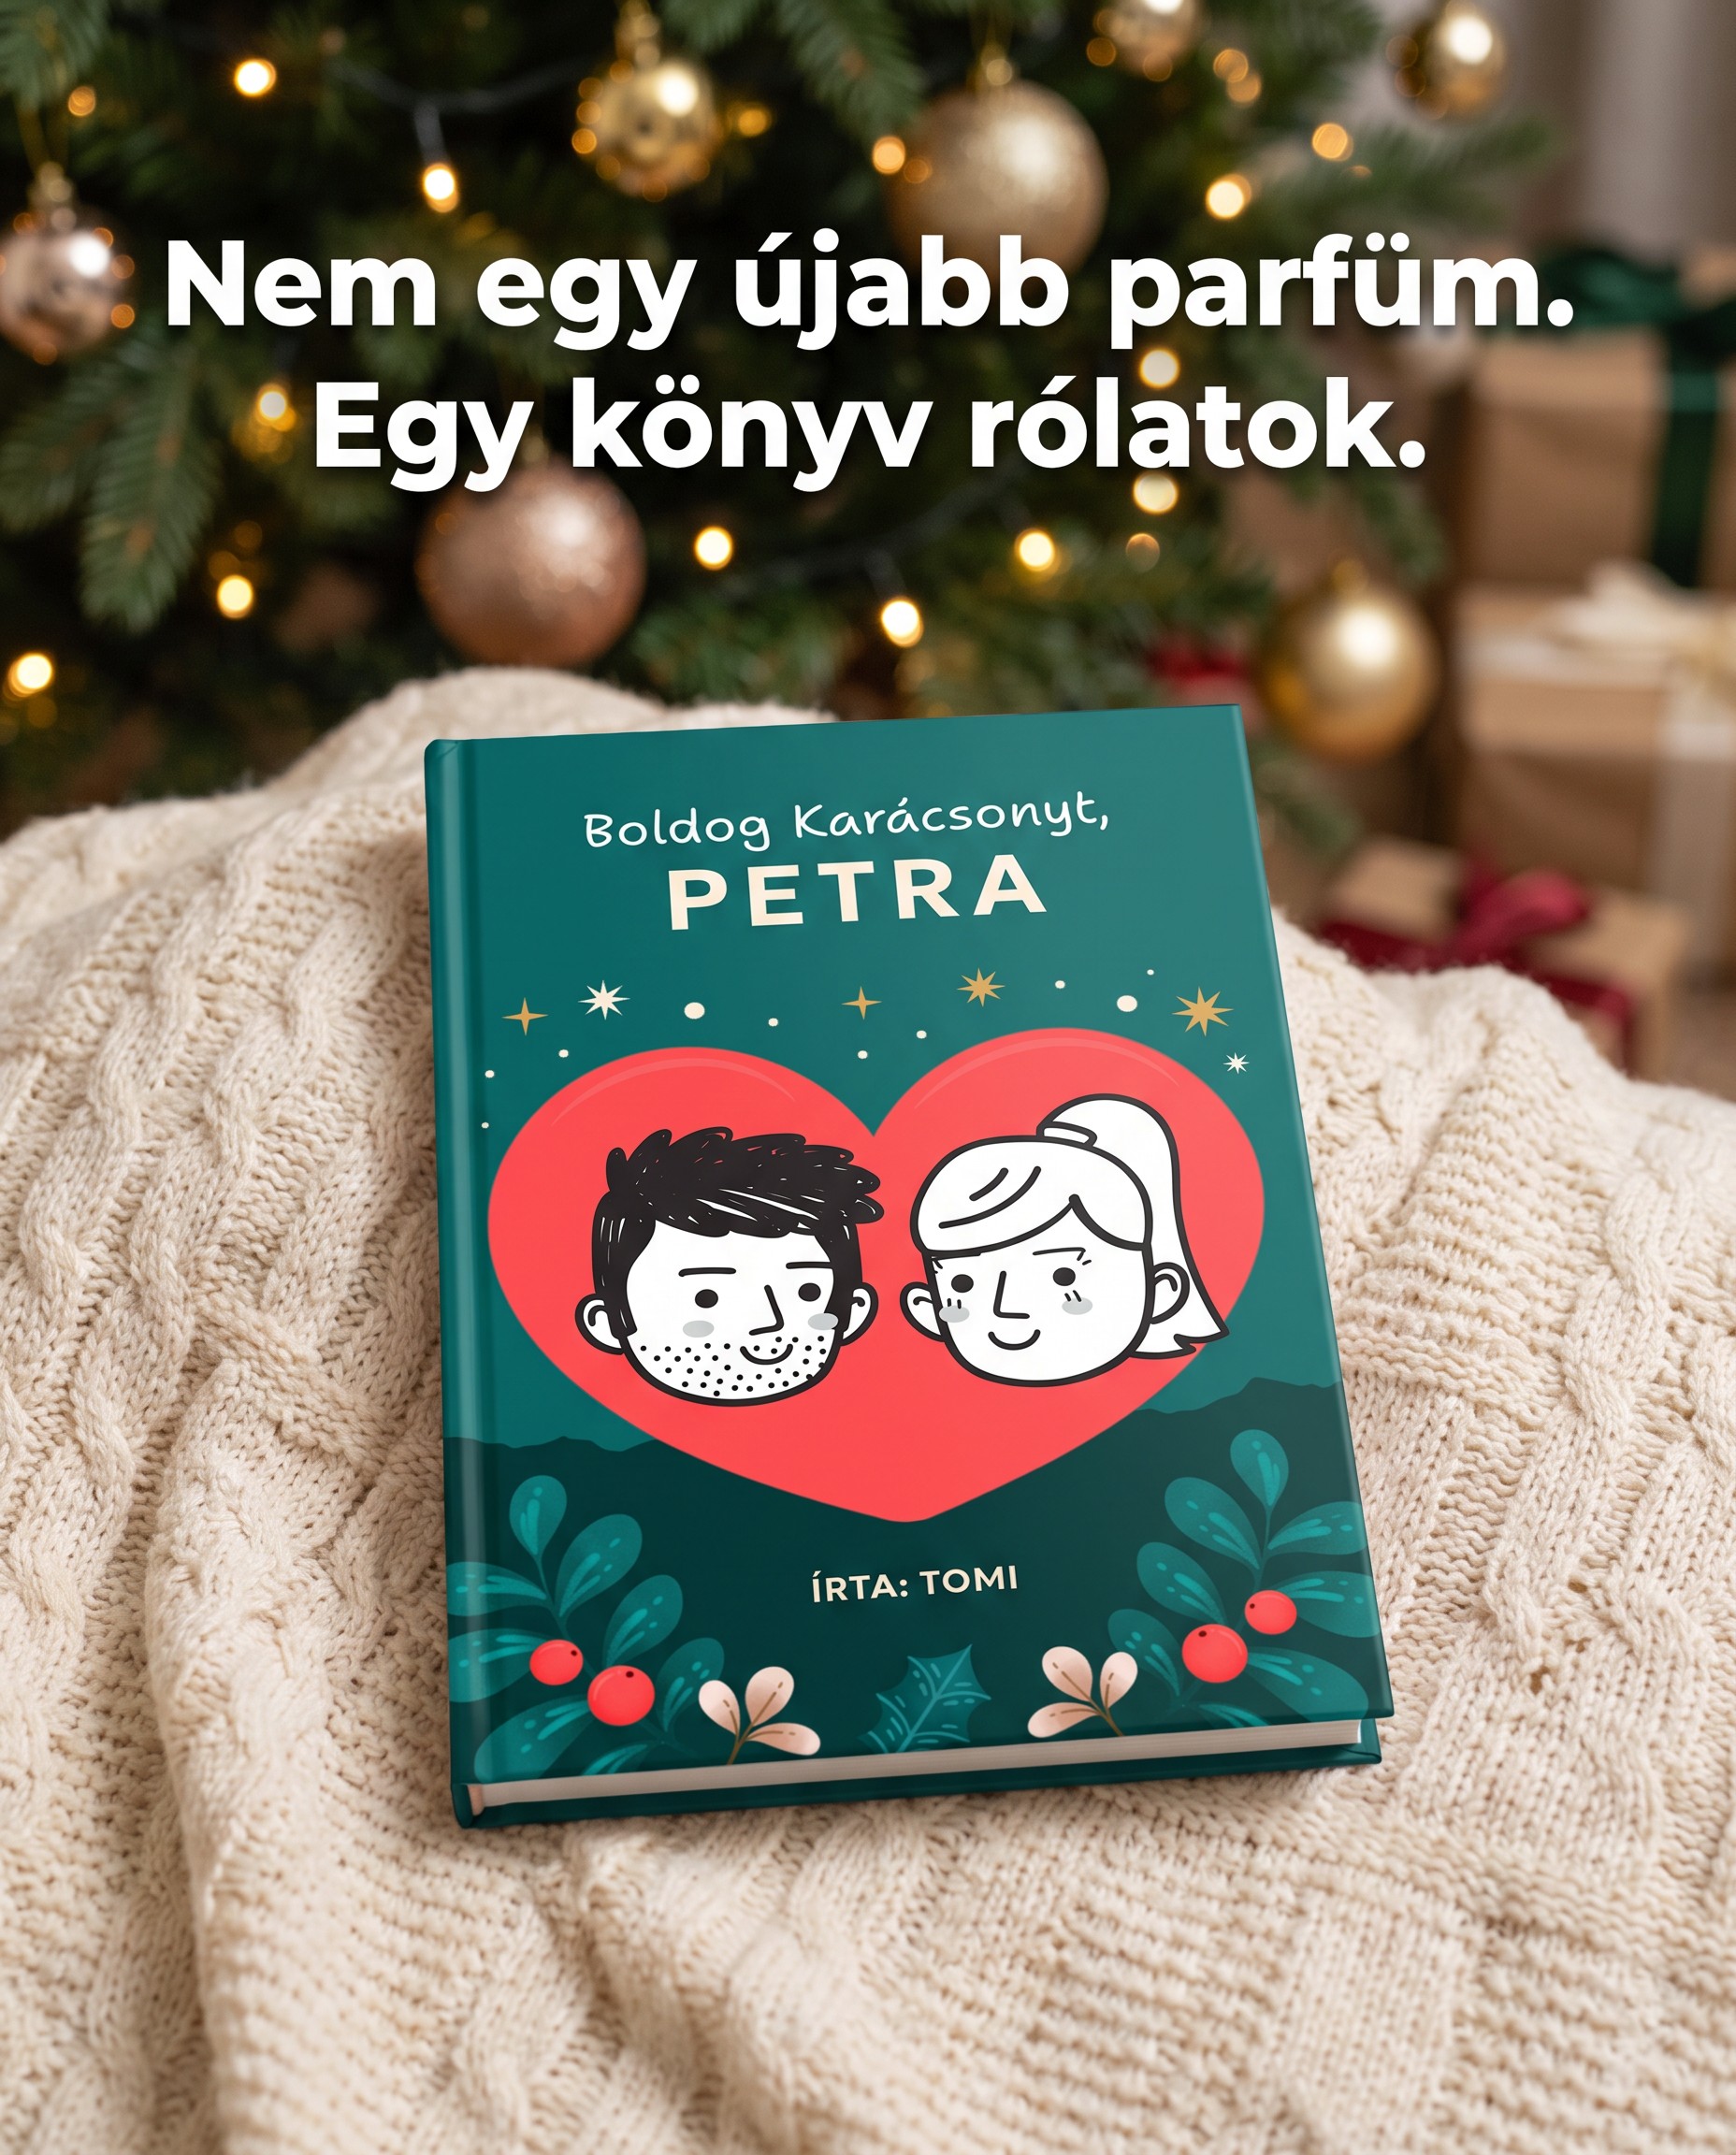 Nem egy újabb parfüm.
Egy könyv rólatok.
Boldog Karácsonyt,
PETRA
ÍRTA: TOMI